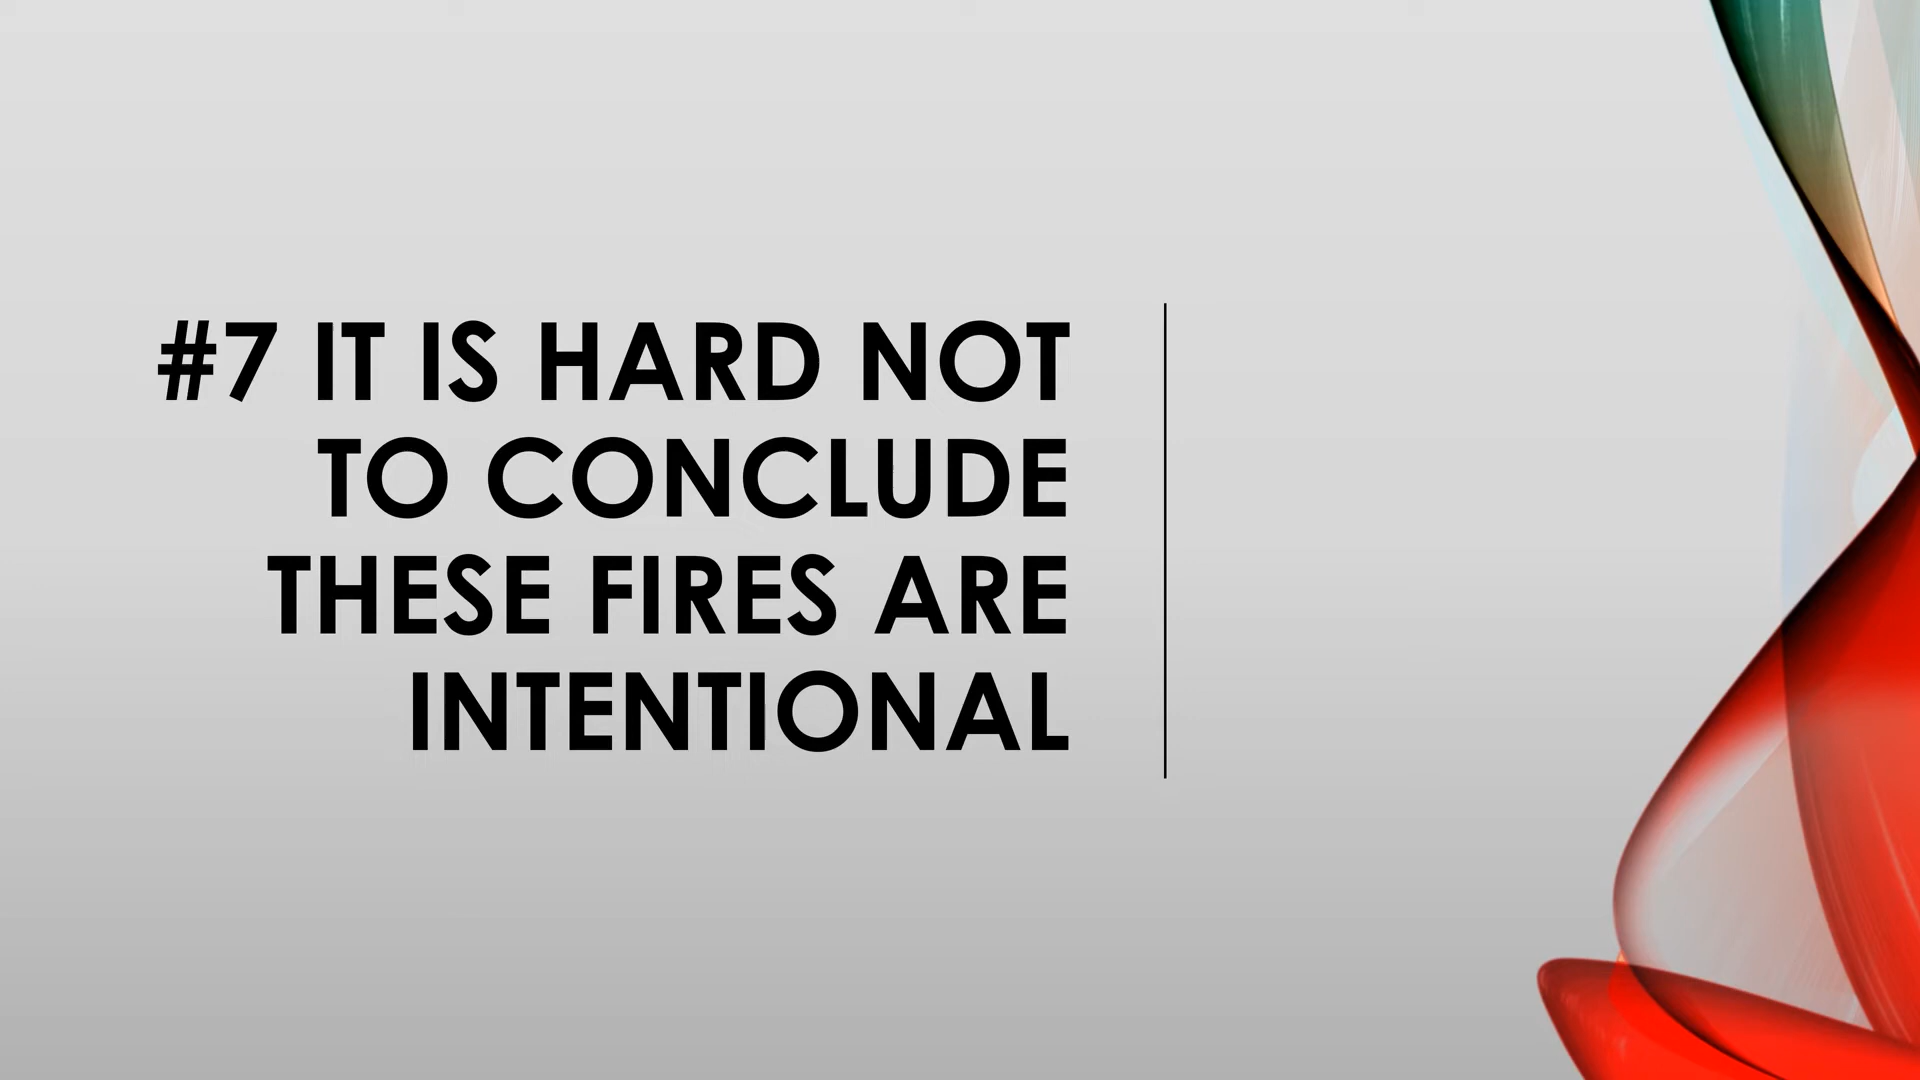 #7 IT IS HARD NOT
TO CONCLUDE
THESE FIRES ARE
INTENTIONAL